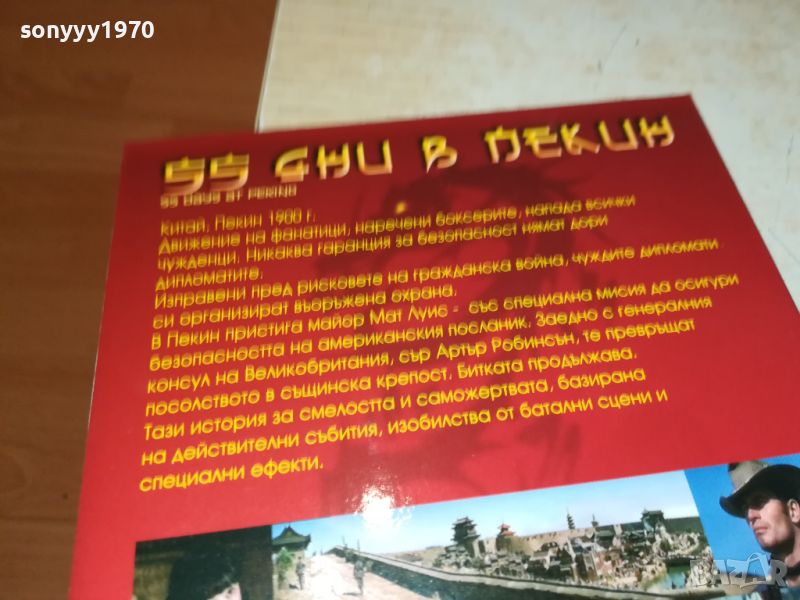 sonyyy1970
55 дни в Пекин
55 DAYS AT PEKING
Китай, Пекин 1900 г.
Движение на фанатици, наречени боксерите, напада всички
чужденци. Никаква гаранция за безопасност нямат дори
дипломатите.
Изправени пред рисковете на гражданска война, чуждите дипломати
си организират въоръжена охрана.
В Пекин пристига майор Мат Луис - със специална мисия да осигури
безопасността на американския посланик. Заедно с генералния
консул на Великобритания, сър Артър Робинсън, те превръщат
посолството в същинска крепост. Битката продължава.
Тази история за смелостта и саможертвата, базирана
на действителни събития, изобилства от батални сцени и
специални ефекти.
BAZAR